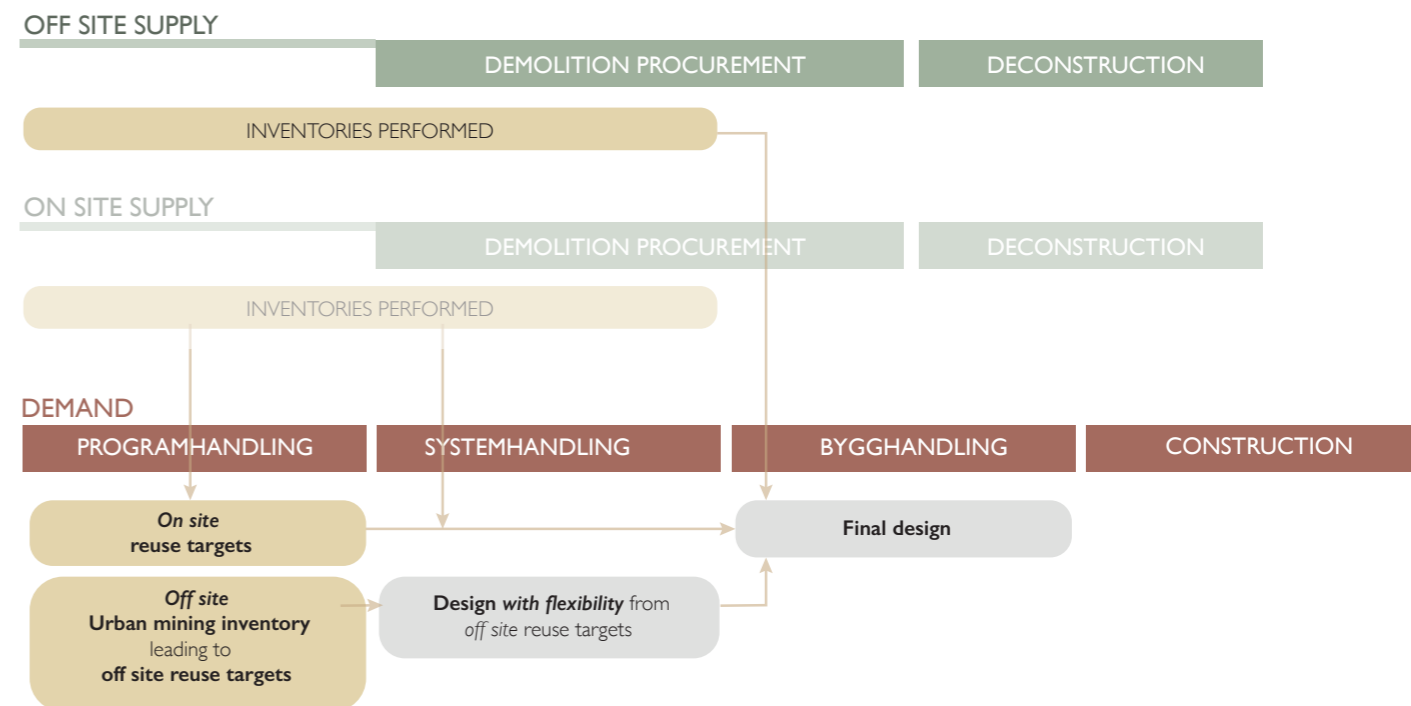 OFF SITE SUPPLY
DEMOLITION PROCUREMENT
DECONSTRUCTION
INVENTORIES PERFORMED
ON SITE SUPPLY
DEMOLITION PROCUREMENT
DECONSTRUCTION
INVENTORIES PERFORMED
DEMAND
PROGRAMHANDLING
SYSTEMHANDLING
BYGGHANDLING
CONSTRUCTION
On site
reuse targets
Final design
Off site
Urban mining inventory
leading to
off site reuse targets
Design with flexibility from
off site reuse targets